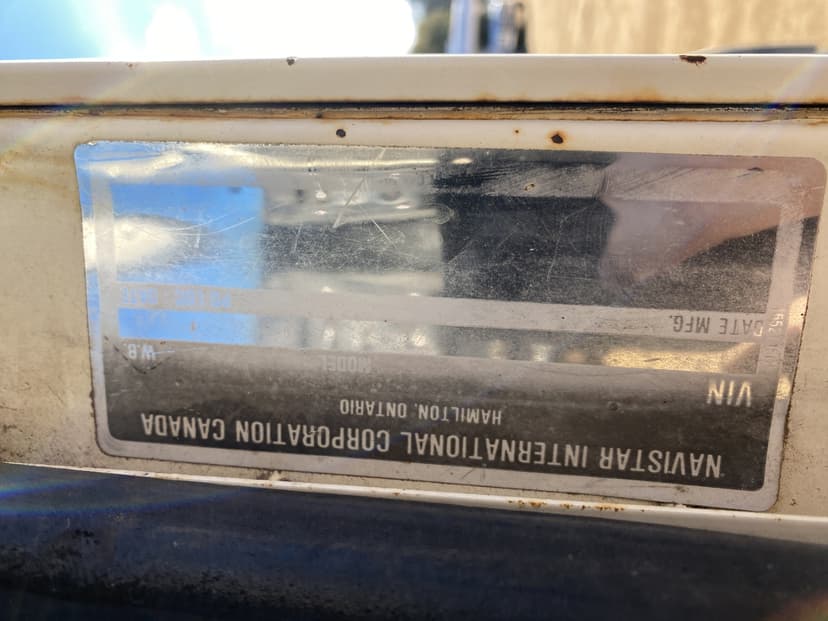 NAVISTAR INTERNATIONAL CORPORATION CANADA
HAMILTON, ONTARIO
VIN MODEL W.B.
DATE MFG.